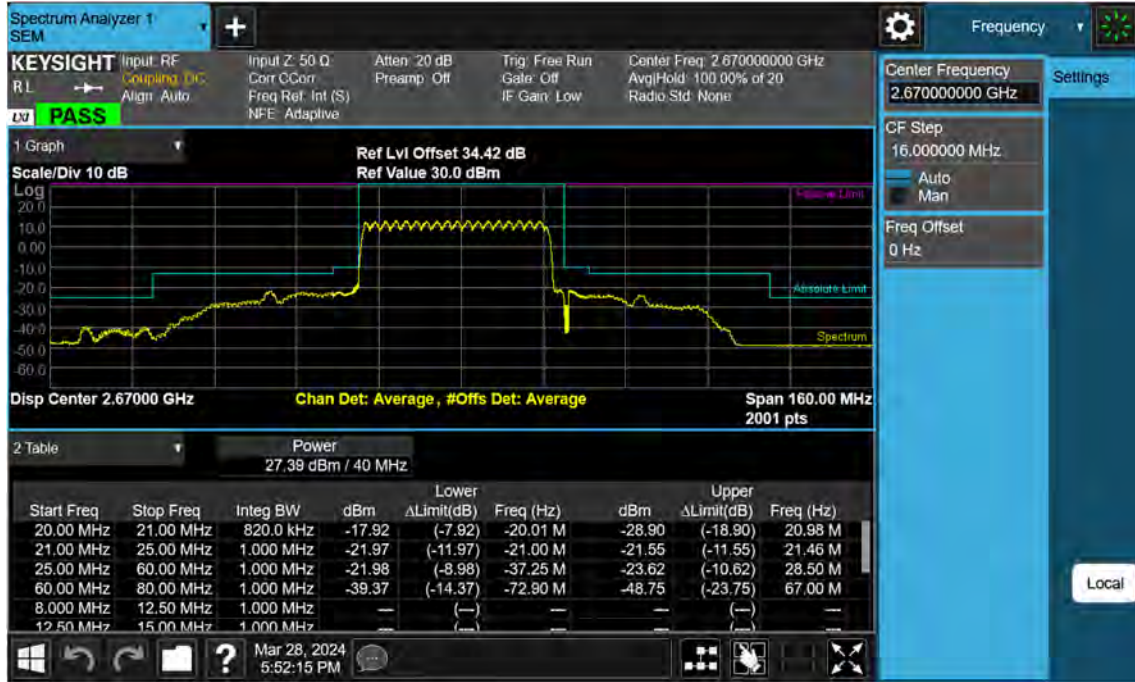 Spectrum Analyzer 1
SEM
Frequency
KEYSIGHT
RL
LXI PASS
Input: RF
Coupling: DC
Align: Auto
Input Z: 50 Ω
Corr CCorr
Freq Ref: Int (S)
NFE: Adaptive
Atten: 20 dB
Preamp: Off
Trig: Free Run
Gate: Off
IF Gain: Low
Center Freq: 2.670000000 GHz
Avg|Hold: 100.00% of 20
Radio Std: None
Center Frequency
2.670000000 GHz
Settings
CF Step
16.000000 MHz
Auto
Man
Freq Offset
0 Hz
Local
1 Graph
Scale/Div 10 dB
Ref Lvl Offset 34.42 dB
Ref Value 30.0 dBm
Log
20.0
10.0
0.00
-10.0
-20.0
-30.0
-40.0
-50.0
-60.0
Relative Limit
Absolute Limit
Spectrum
Disp Center 2.67000 GHz
Chan Det: Average, #Offs Det: Average
Span 160.00 MHz
2001 pts
2 Table
Power
27.39 dBm / 40 MHz
Lower Upper
Start Freq Stop Freq Integ BW dBm ΔLimit(dB) Freq (Hz) dBm ΔLimit(dB) Freq (Hz)
20.00 MHz 21.00 MHz 820.0 kHz -17.92 (-7.92) -20.01 M -28.90 (-18.90) 20.98 M
21.00 MHz 25.00 MHz 1.000 MHz -21.97 (-11.97) -21.00 M -21.55 (-11.55) 21.46 M
25.00 MHz 60.00 MHz 1.000 MHz -21.98 (-8.98) -37.25 M -23.62 (-10.62) 28.50 M
60.00 MHz 80.00 MHz 1.000 MHz -39.37 (-14.37) -72.90 M -48.75 (-23.75) 67.00 M
8.000 MHz 12.50 MHz 1.000 MHz — (—) — — (—) —
12.50 MHz 15.00 MHz 1.000 MHz — (—) — — (—) —
?
Mar 28, 2024
5:52:15 PM